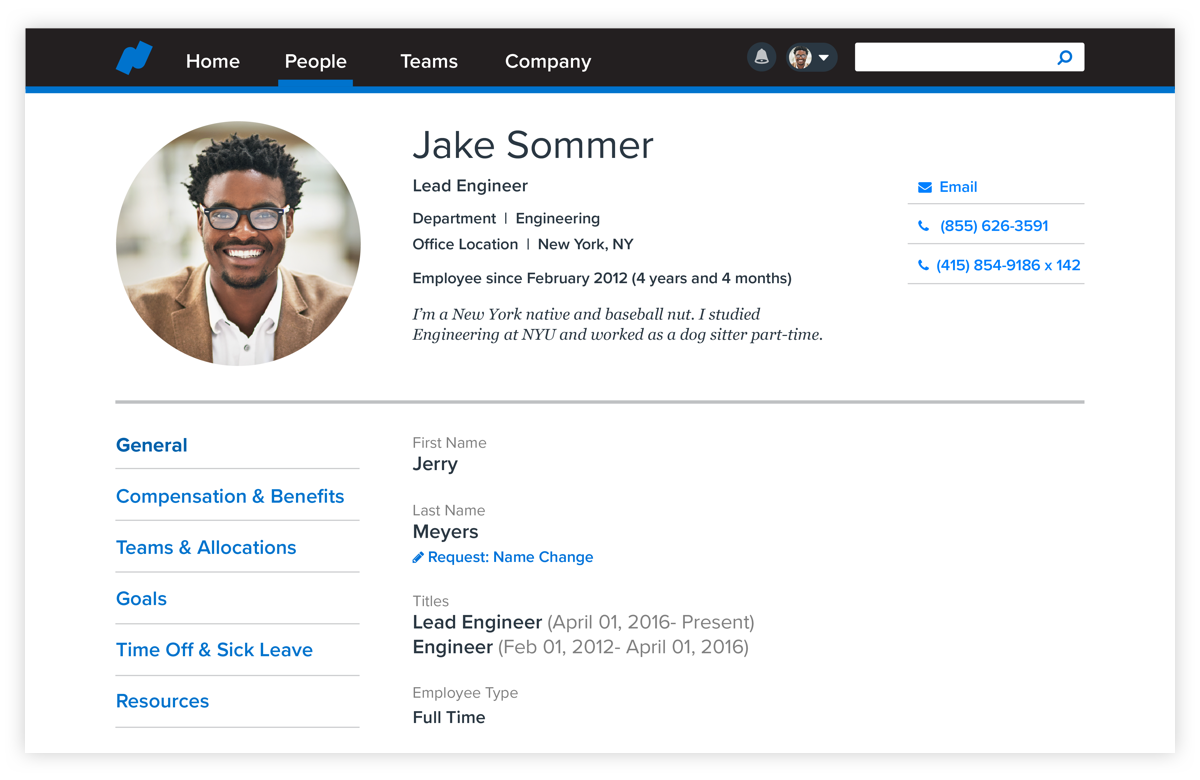 Home People Teams Company
Jake Sommer
Lead Engineer
Department | Engineering
Office Location | New York, NY
Employee since February 2012 (4 years and 4 months)
I'm a New York native and baseball nut. I studied
Engineering at NYU and worked as a dog sitter part-time.
Email
(855) 626-3591
(415) 854-9186 x 142
General
Compensation & Benefits
Teams & Allocations
Goals
Time Off & Sick Leave
Resources
First Name
Jerry
Last Name
Meyers
Request: Name Change
Titles
Lead Engineer (April 01, 2016- Present)
Engineer (Feb 01, 2012- April 01, 2016)
Employee Type
Full Time